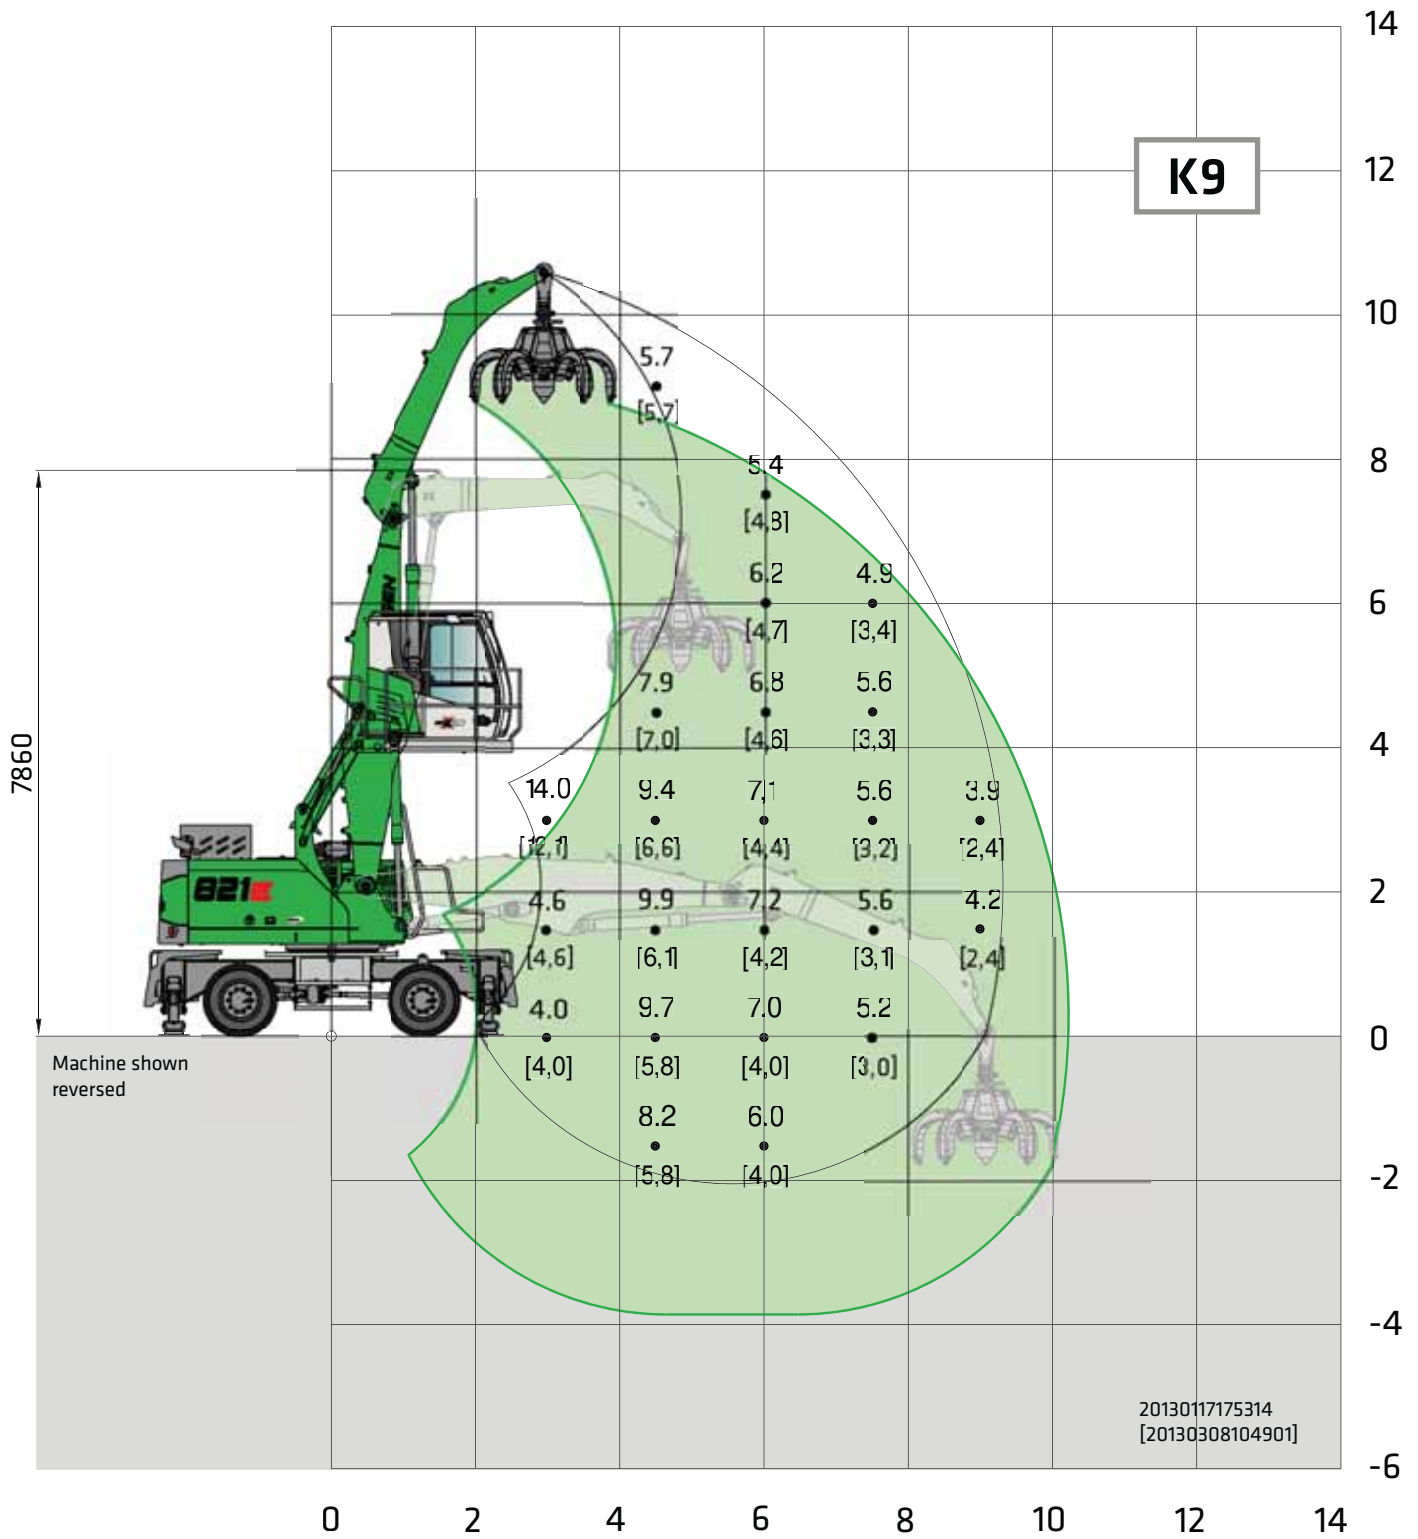 14
K9
12
10
5.7
[5,7]
8
5.4
[4,8]
7860
6.2 4.9
6
[4,7] [3,4]
7.9 6.8 5.6
[7,0] [4,6] [3,3]
4
14.0 9.4 7,1 5.6 3.9
[12,1] [6,6] [4,4] [3,2] [2,4]
821E
2
4.6 9.9 7.2 5.6 4.2
[4,6] [6,1] [4,2] [3,1] [2,4]
4.0 9.7 7.0 5.2
0
Machine shown
reversed
[4,0] [5,8] [4,0] [3,0]
8.2 6.0
[5,8] [4,0]
-2
-4
20130117175314
[20130308104901]
-6
0 2 4 6 8 10 12 14